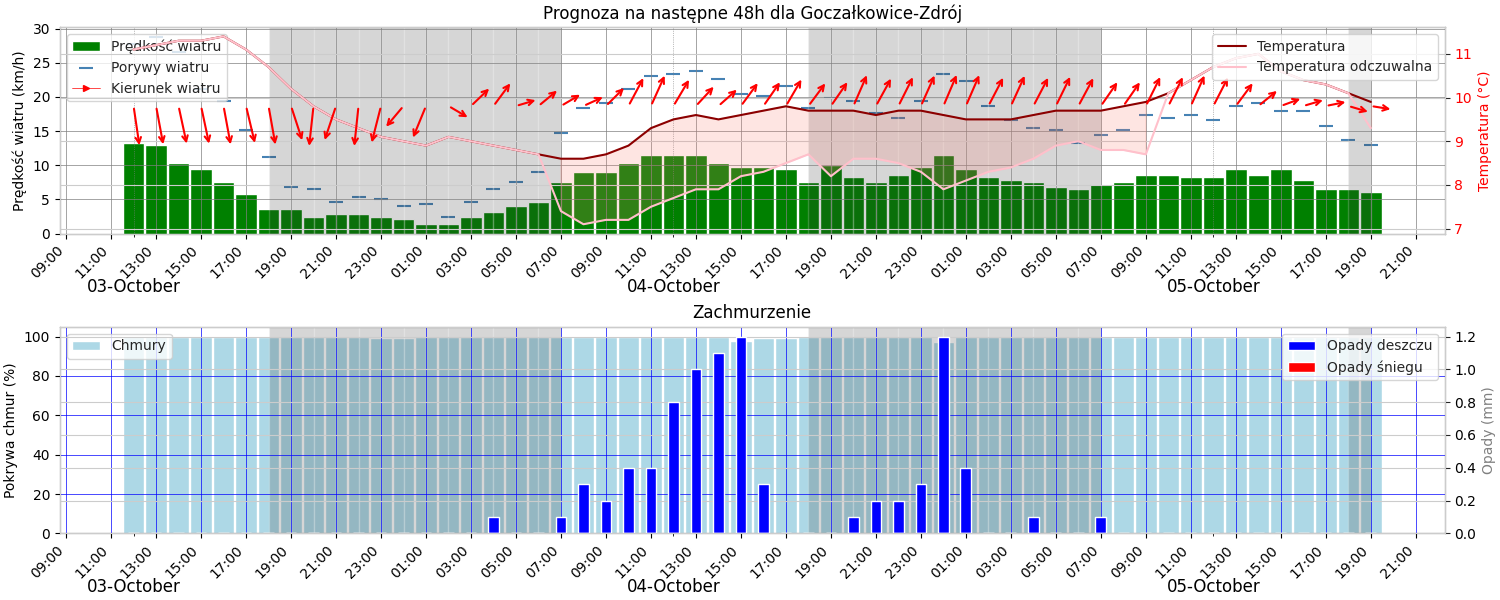 Prognoza na następne 48h dla Goczałkowice-Zdrój
Prędkość wiatru (km/h)
30
25
20
15
10
5
0
Prędkość wiatru
Porywy wiatru
Kierunek wiatru
Temperatura
Temperatura odczuwalna
11
10
9
8
7
Temperatura (°C)
09:00 11:00 13:00 15:00 17:00 19:00 21:00 23:00 01:00 03:00 05:00 07:00 09:00 11:00 13:00 15:00 17:00 19:00 21:00 23:00 01:00 03:00 05:00 07:00 09:00 11:00 13:00 15:00 17:00 19:00 21:00
03-October 04-October 05-October
Zachmurzenie
Pokrywa chmur (%)
100
80
60
40
20
0
Chmury
Opady deszczu
Opady śniegu
1.2
1.0
0.8
0.6
0.4
0.2
0.0
Opady (mm)
09:00 11:00 13:00 15:00 17:00 19:00 21:00 23:00 01:00 03:00 05:00 07:00 09:00 11:00 13:00 15:00 17:00 19:00 21:00 23:00 01:00 03:00 05:00 07:00 09:00 11:00 13:00 15:00 17:00 19:00 21:00
03-October 04-October 05-October